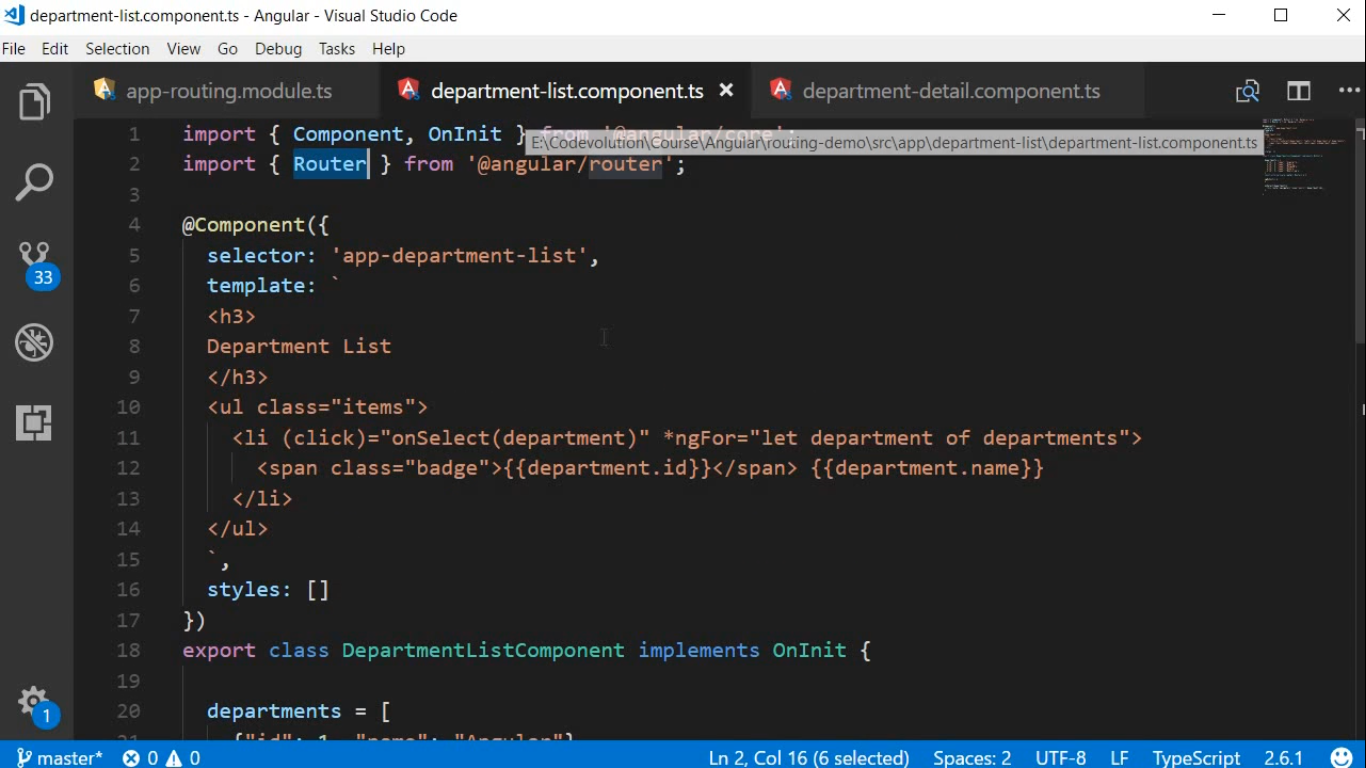 department-list.component.ts - Angular - Visual Studio Code
File Edit Selection View Go Debug Tasks Help
app-routing.module.ts department-list.component.ts department-detail.component.ts
1 import { Component, OnInit } from '@angular/core';
E:\Codevolution\Course\Angular\routing-demo\src\app\department-list\department-list.component.ts
2 import { Router } from '@angular/router';
3
4 @Component({
5 selector: 'app-department-list',
6 template: `
7 <h3>
8 Department List
9 </h3>
10 <ul class="items">
11 <li (click)="onSelect(department)" *ngFor="let department of departments">
12 <span class="badge">{{department.id}}</span> {{department.name}}
13 </li>
14 </ul>
15 `,
16 styles: []
17 })
18 export class DepartmentListComponent implements OnInit {
19
20 departments = [
21 {"id": 1, "name": "Angular"},
33
1
master* 0 0 Ln 2, Col 16 (6 selected) Spaces: 2 UTF-8 LF TypeScript 2.6.1